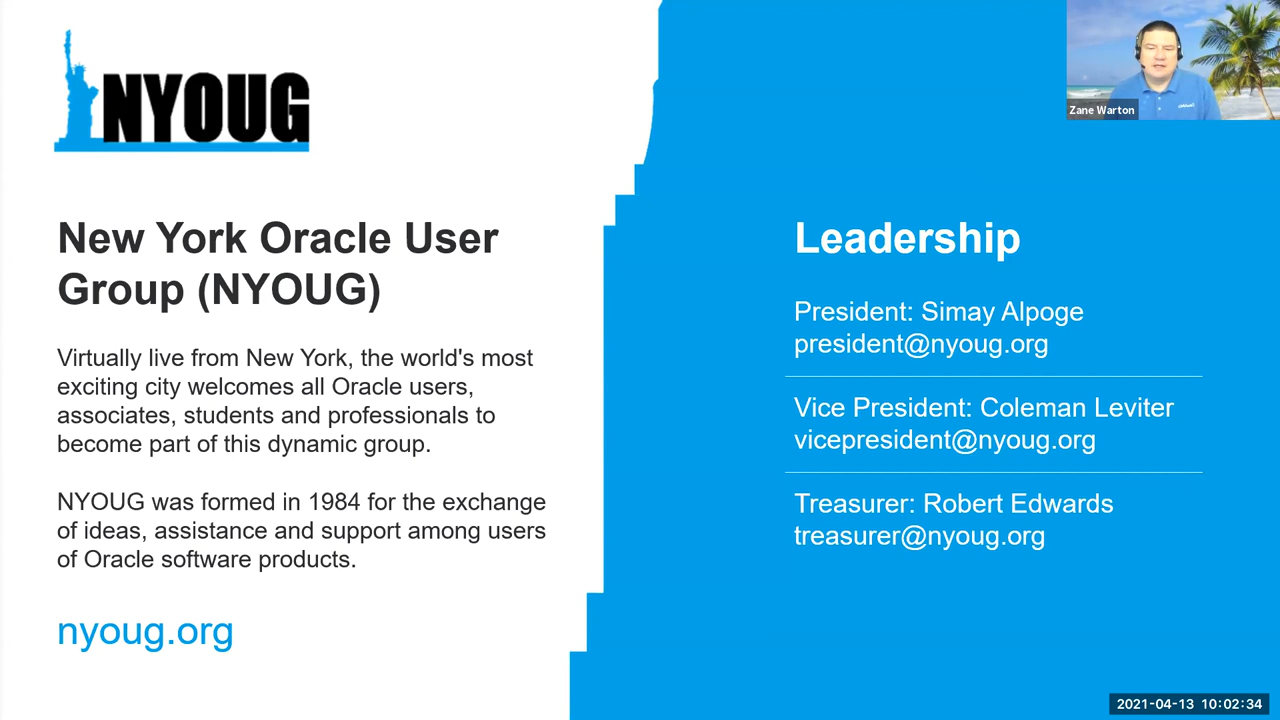 NYOUG
New York Oracle User
Group (NYOUG)
Virtually live from New York, the world's most
exciting city welcomes all Oracle users,
associates, students and professionals to
become part of this dynamic group.
NYOUG was formed in 1984 for the exchange
of ideas, assistance and support among users
of Oracle software products.
nyoug.org
Leadership
President: Simay Alpoge
president@nyoug.org
Vice President: Coleman Leviter
vicepresident@nyoug.org
Treasurer: Robert Edwards
treasurer@nyoug.org
Zane Warton
2021-04-13 10:02:34